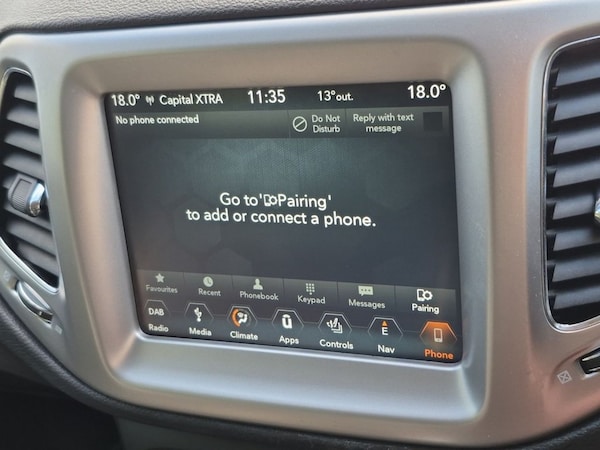 18.0° Capital XTRA 11:35 13°out. 18.0°
No phone connected Do Not Disturb Reply with text message
Go to 'Pairing'
to add or connect a phone.
Favourites Recent Phonebook Keypad Messages Pairing
DAB E
Radio Media Climate Apps Controls Nav Phone